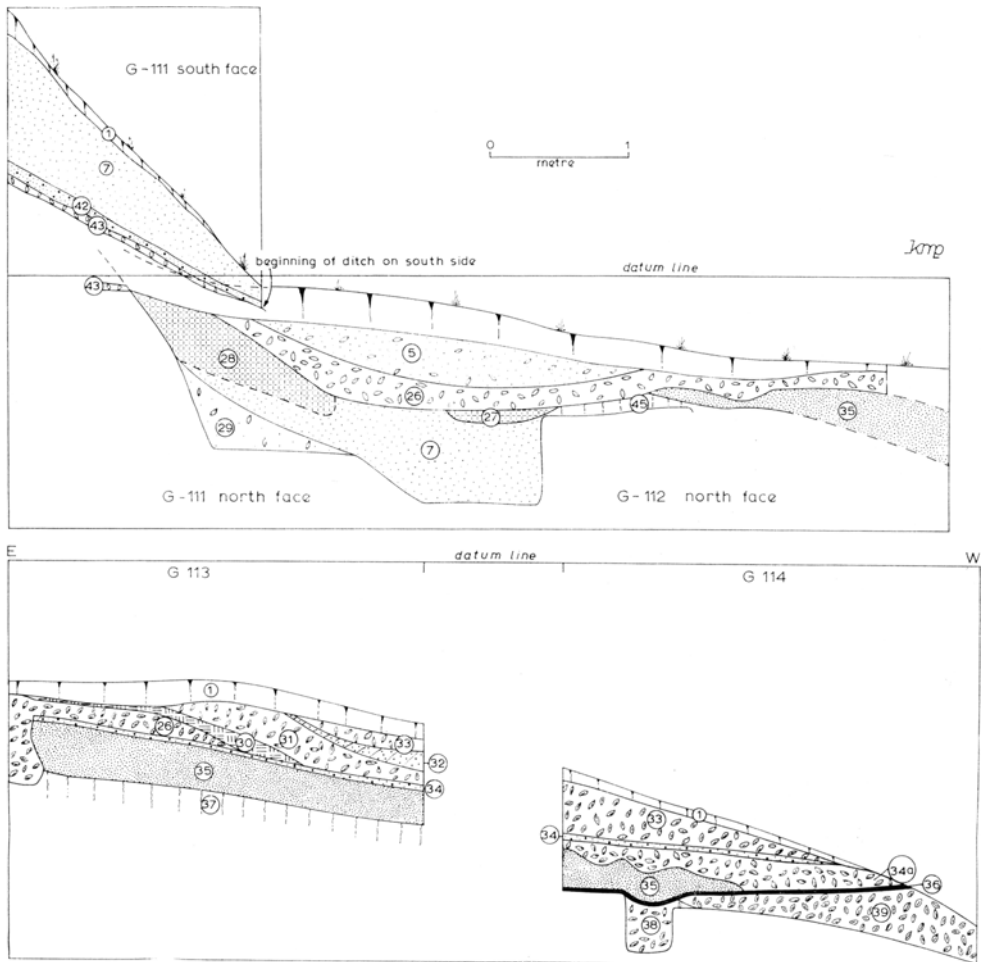 G-111 south face
1
7
0 1
metre
42
43
beginning of ditch on south side
datum line
43
5
28
26
45
27
35
29
7
G-111 north face
G-112 north face
E
datum line
W
G 113
G 114
1
33
26
31
30
32
35
34
37
1
33
34
34a
35
36
39
38